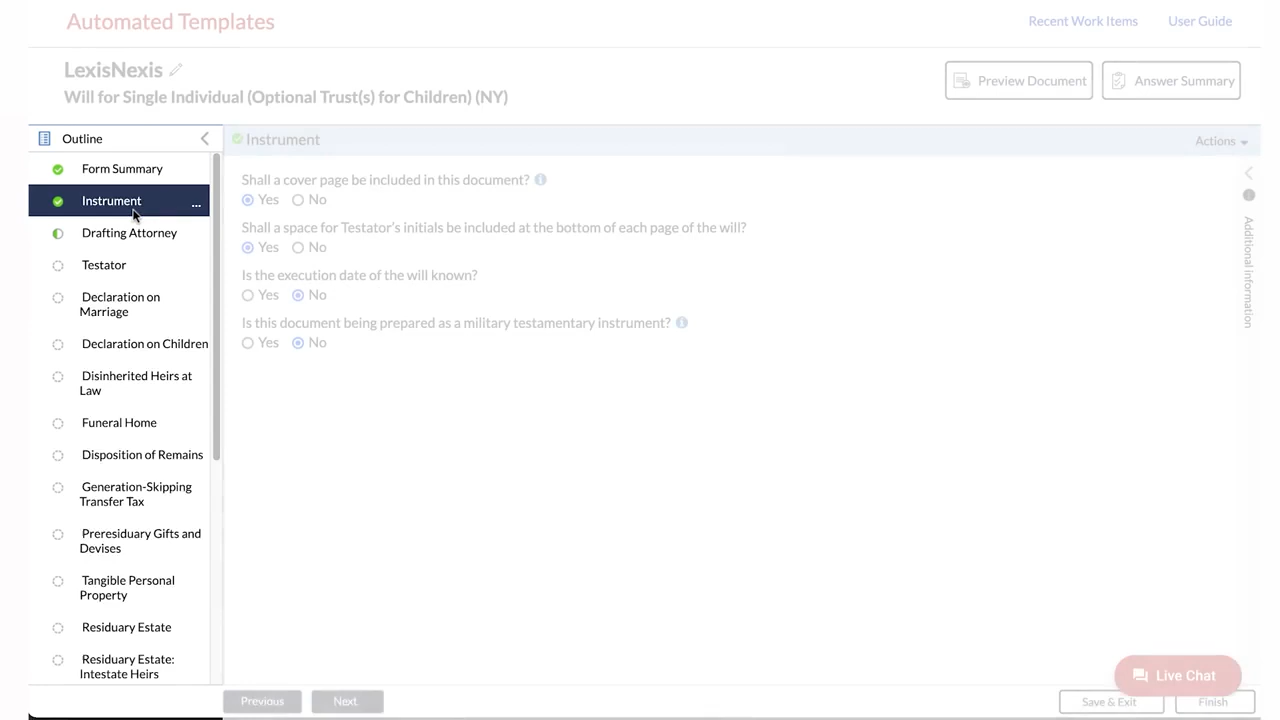 Automated Templates
Recent Work Items
User Guide
LexisNexis
Will for Single Individual (Optional Trust(s) for Children) (NY)
Preview Document
Answer Summary
Outline
Form Summary
Instrument
...
Drafting Attorney
Testator
Declaration on
Marriage
Declaration on Children
Disinherited Heirs at
Law
Funeral Home
Disposition of Remains
Generation-Skipping
Transfer Tax
Preresiduary Gifts and
Devises
Tangible Personal
Property
Residuary Estate
Residuary Estate:
Intestate Heirs
Instrument
Actions
Shall a cover page be included in this document?
Yes No
Shall a space for Testator's initials be included at the bottom of each page of the will?
Yes No
Is the execution date of the will known?
Yes No
Is this document being prepared as a military testamentary instrument?
Yes No
Additional information
Live Chat
Previous
Next
Save & Exit
Finish